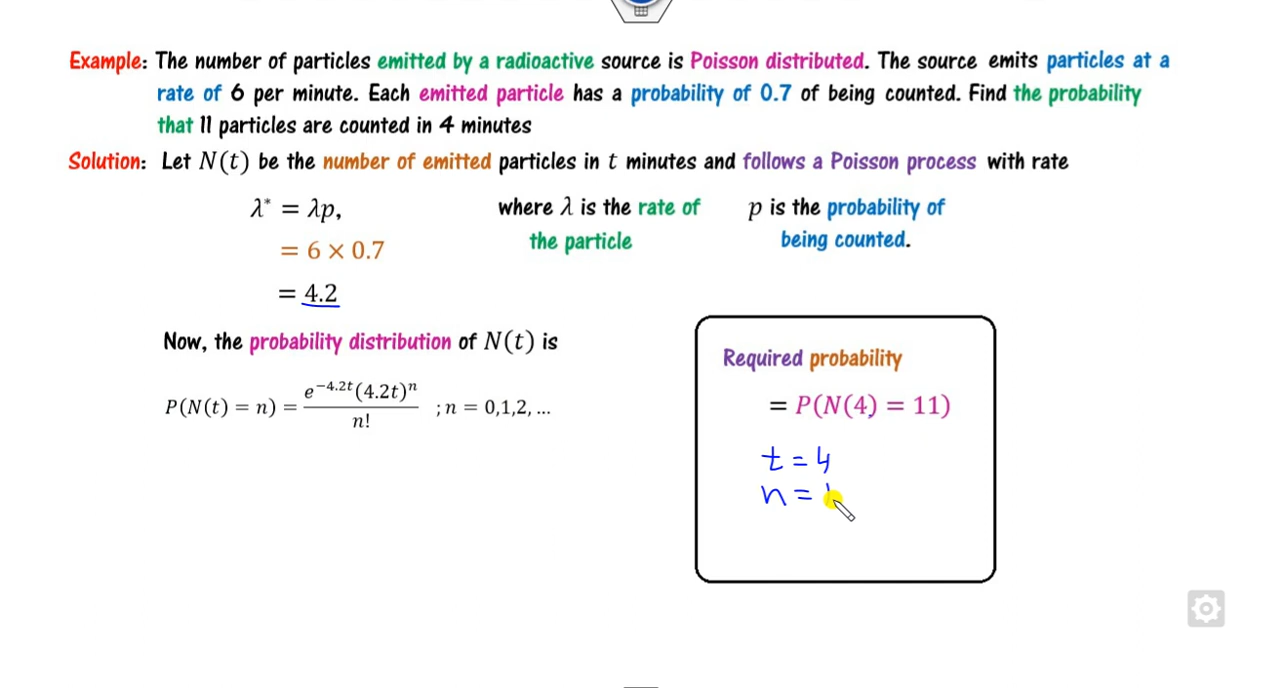 Example: The number of particles emitted by a radioactive source is Poisson distributed. The source emits particles at a
rate of 6 per minute. Each emitted particle has a probability of 0.7 of being counted. Find the probability
that 11 particles are counted in 4 minutes
Solution: Let N(t) be the number of emitted particles in t minutes and follows a Poisson process with rate
λ* = λp, where λ is the rate of p is the probability of
= 6 × 0.7 the particle being counted.
= 4.2
Now, the probability distribution of N(t) is
P(N(t) = n) = e^{-4.2t}(4.2t)^n / n! ; n = 0,1,2, ...
Required probability
= P(N(4) = 11)
t = 4
n =